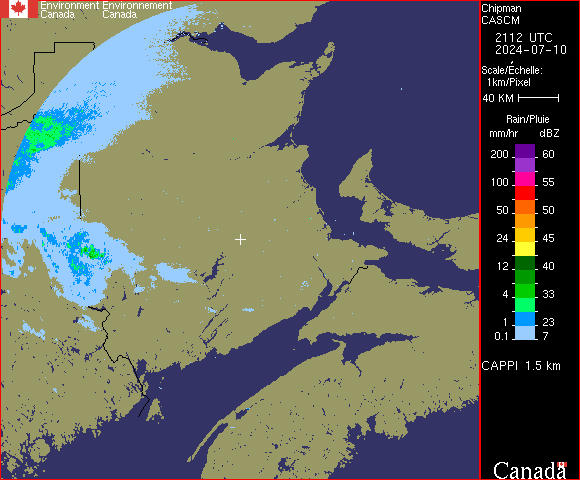 Environment Environnement
Canada Canada
Chipman
CASCM
2112 UTC
2024-07-10
Scale/Échelle:
1km/Pixel
40 KM
Rain/Pluie
mm/hr dBZ
200 60
100 55
50 50
24 45
12 40
4 33
1 23
0.1 7
CAPPI 1.5 km
Canada